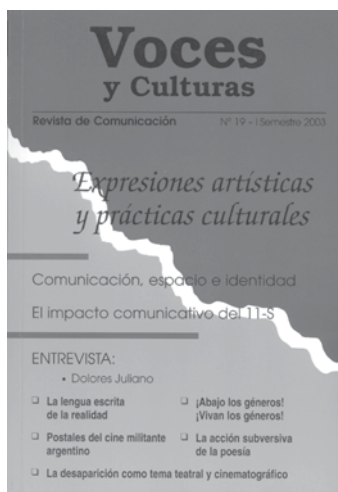 Voces
y Culturas
Revista de Comunicación
Nº 19 – I Semestre 2003
Expresiones artísticas
y prácticas culturales
Comunicación, espacio e identidad
El impacto comunicativo del 11-S
ENTREVISTA:
• Dolores Juliano
❑ La lengua escrita
de la realidad
❑ ¡Abajo los géneros!
¡Vivan los géneros!
❑ Postales del cine militante
argentino
❑ La acción subversiva
de la poesía
❑ La desaparición como tema teatral y cinematográfico